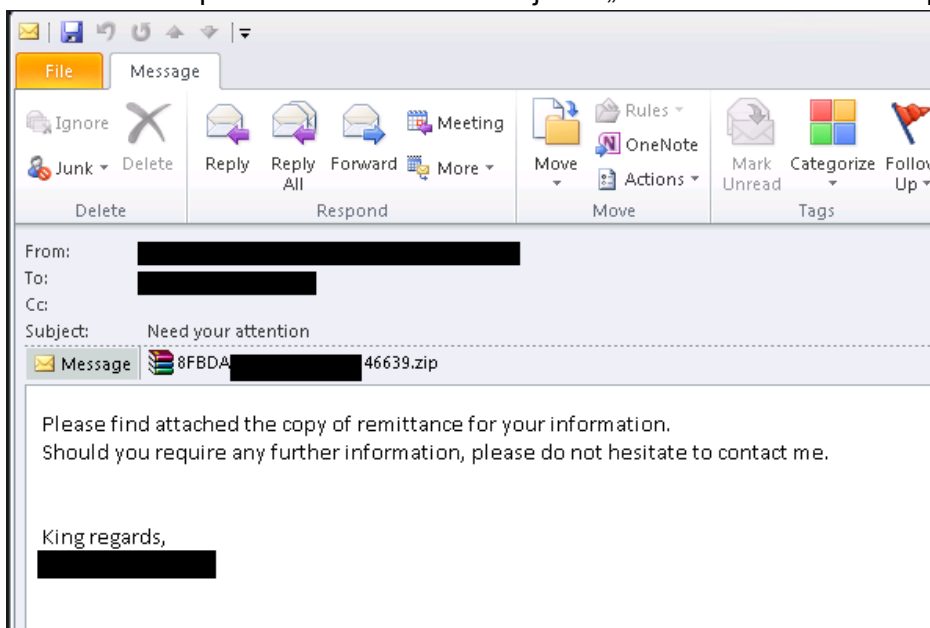 File Message
Ignore Delete Junk Reply Reply All Forward Meeting More Move Rules OneNote Actions Mark Unread Categorize Follow Up
Delete Respond Move Tags
From:
To:
Cc:
Subject: Need your attention
Message 8FBDA 46639.zip
Please find attached the copy of remittance for your information.
Should you require any further information, please do not hesitate to contact me.
King regards,